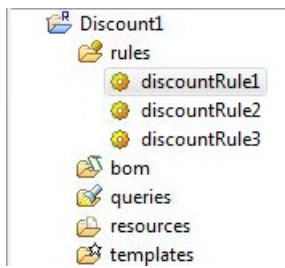 Discount1
rules
discountRule1
discountRule2
discountRule3
bom
queries
resources
templates